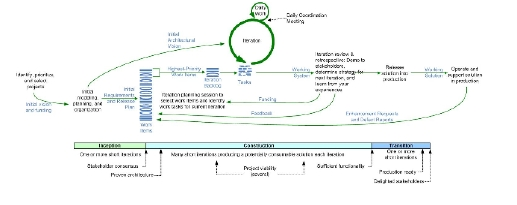 Daily
Work
Daily Coordination
Meeting
Initial
Architectural
Vision
Iteration
Iteration review &
retrospective: Demo to
stakeholders,
determine strategy for
next iteration, and
learn from your
experiences
Identify, prioritize,
and select
projects
Initial Vision
and Funding
Initial
modeling,
planning, and
organization
Initial
Requirements
and Release
Plan
Highest-Priority
Work Items
Iteration
Backlog
Tasks
Working
System
Release
solution into
production
Working
Solution
Operate and
support solution
in production
Iteration planning session to
select work items and identify
work tasks for current iteration
Funding
Feedback
Enhancement Requests
and Defect Reports
Work
Items
Inception
Construction
Transition
One or more short iterations
Many short iterations producing a potentially consumable solution each iteration
One or more
short iterations
Stakeholder consensus
Proven architecture
Project viability
(several)
Sufficient functionality
Production ready
Delighted stakeholders